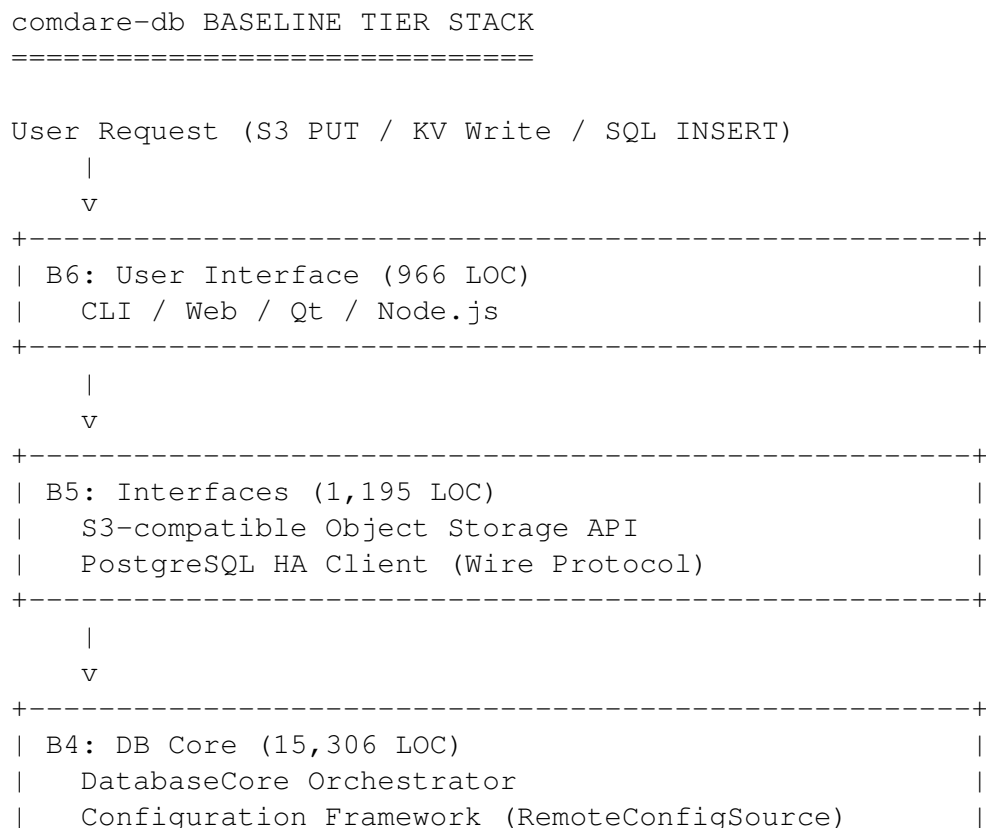 comdare-db BASELINE TIER STACK
==============================
User Request (S3 PUT / KV Write / SQL INSERT)
    |
    v
+------------------------------------------------------+
| B6: User Interface (966 LOC)                         |
|   CLI / Web / Qt / Node.js                           |
+------------------------------------------------------+
    |
    v
+------------------------------------------------------+
| B5: Interfaces (1,195 LOC)                           |
|   S3-compatible Object Storage API                   |
|   PostgreSQL HA Client (Wire Protocol)               |
+------------------------------------------------------+
    |
    v
+------------------------------------------------------+
| B4: DB Core (15,306 LOC)                             |
|   DatabaseCore Orchestrator                          |
|   Configuration Framework (RemoteConfigSource)       |